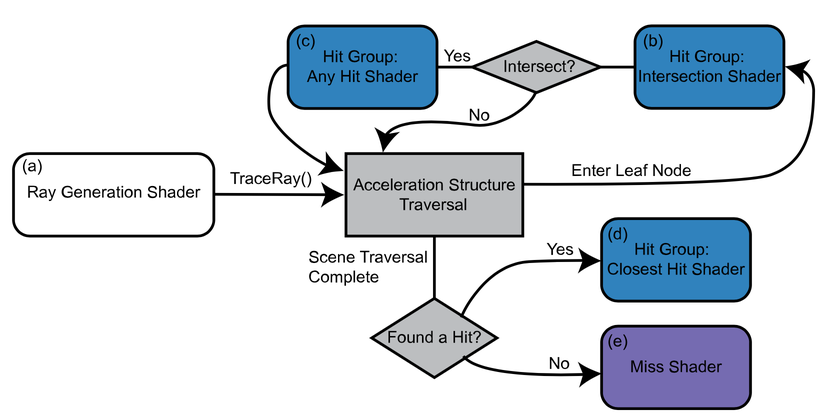 (c)
Hit Group:
Any Hit Shader
Yes
Intersect?
(b)
Hit Group:
Intersection Shader
No
(a)
Ray Generation Shader
TraceRay()
Acceleration Structure
Traversal
Enter Leaf Node
Scene Traversal
Complete
(d)
Hit Group:
Closest Hit Shader
Yes
Found a Hit?
No
(e)
Miss Shader